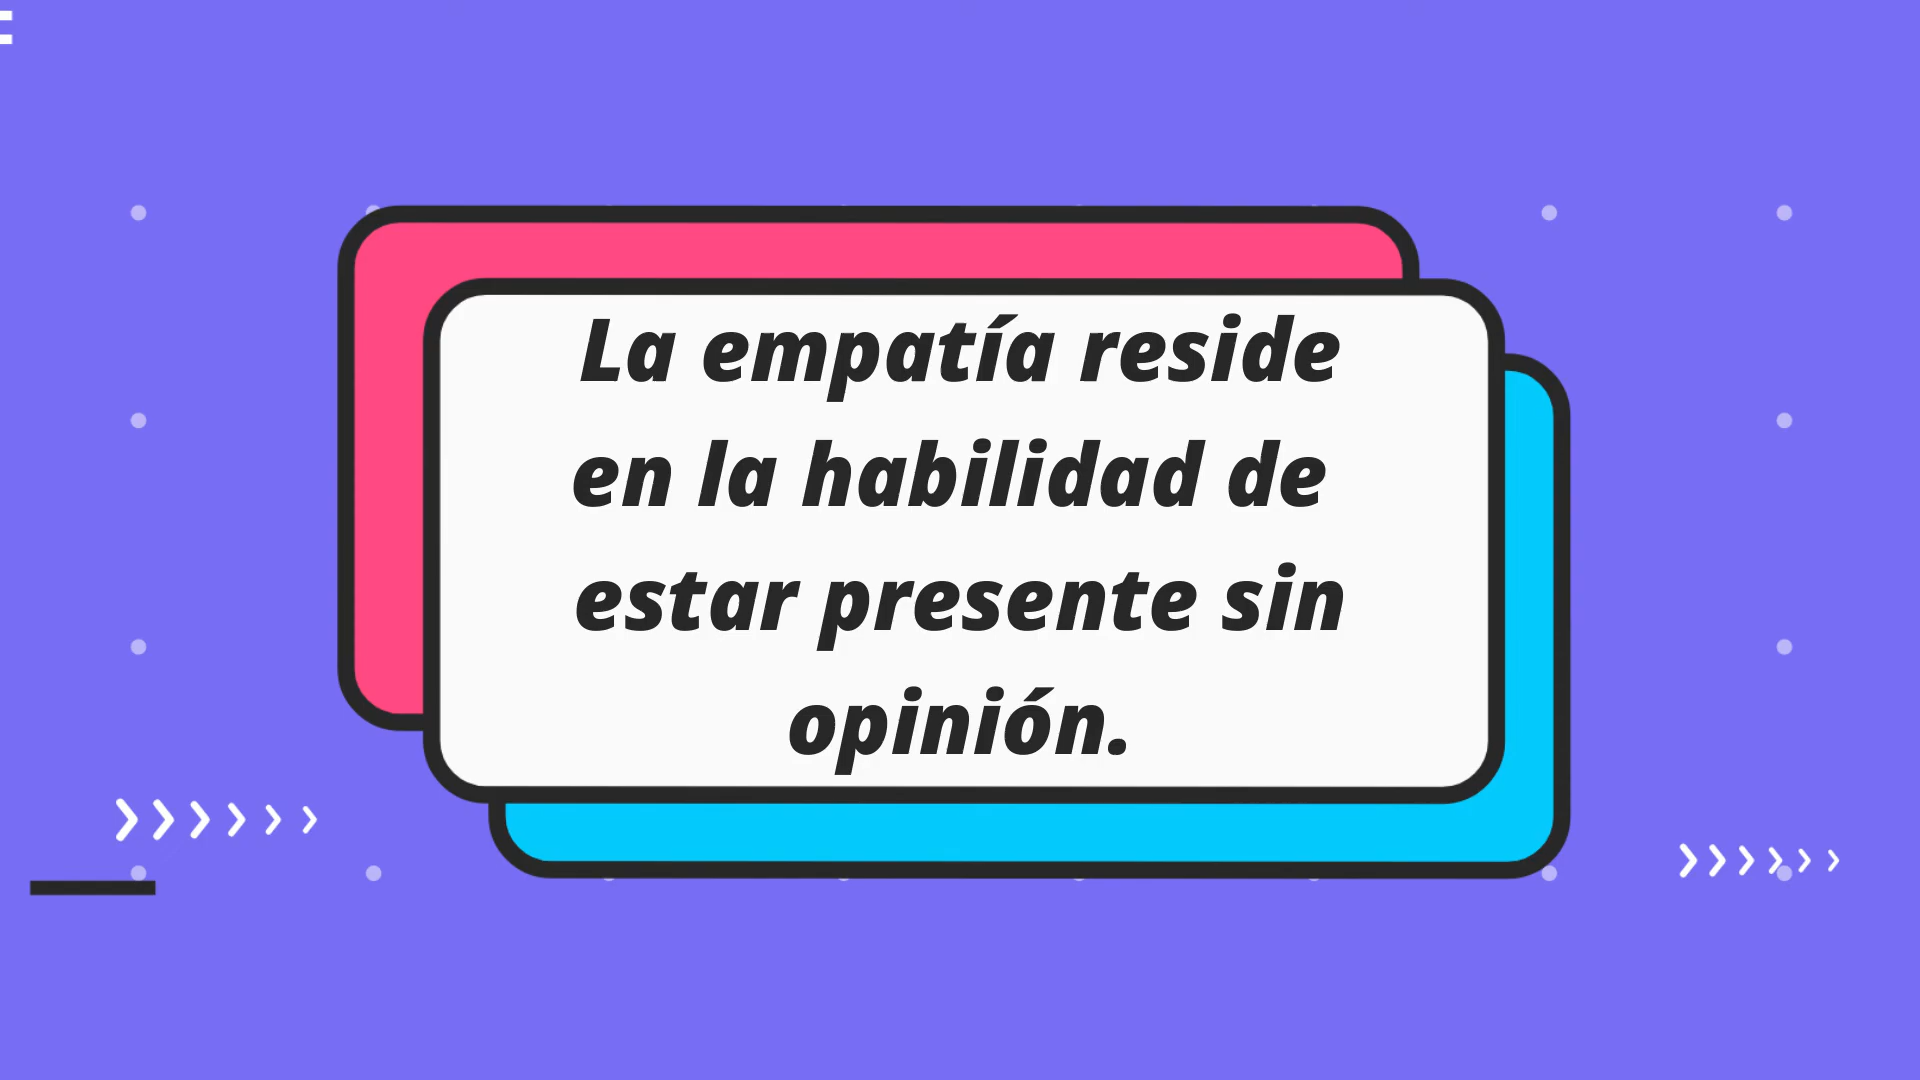 La empatía reside
en la habilidad de
estar presente sin
opinión.